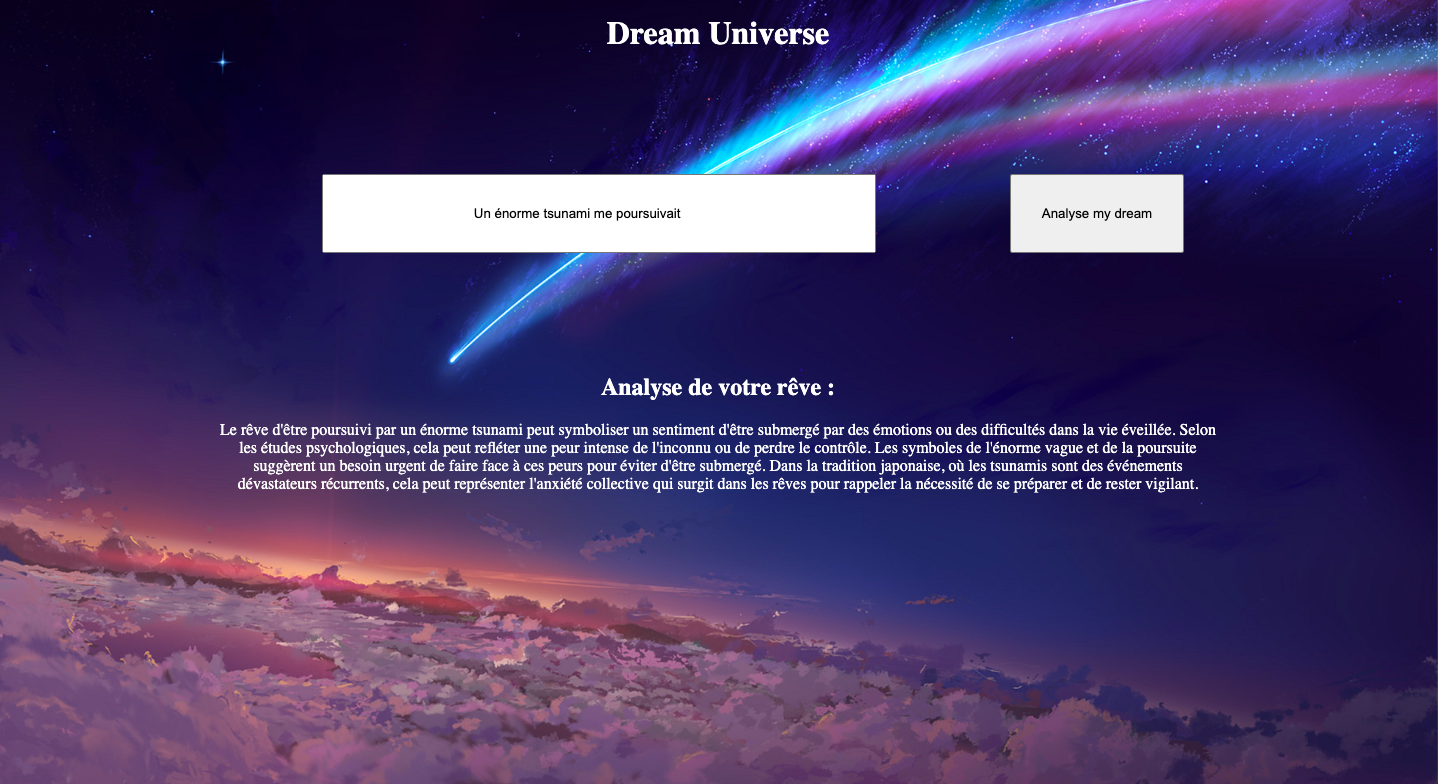 Dream Universe
Un énorme tsunami me poursuivait
Analyse my dream
Analyse de votre rêve :
Le rêve d'être poursuivi par un énorme tsunami peut symboliser un sentiment d'être submergé par des émotions ou des difficultés dans la vie éveillée. Selon
les études psychologiques, cela peut refléter une peur intense de l'inconnu ou de perdre le contrôle. Les symboles de l'énorme vague et de la poursuite
suggèrent un besoin urgent de faire face à ces peurs pour éviter d'être submergé. Dans la tradition japonaise, où les tsunamis sont des événements
dévastateurs récurrents, cela peut représenter l'anxiété collective qui surgit dans les rêves pour rappeler la nécessité de se préparer et de rester vigilant.